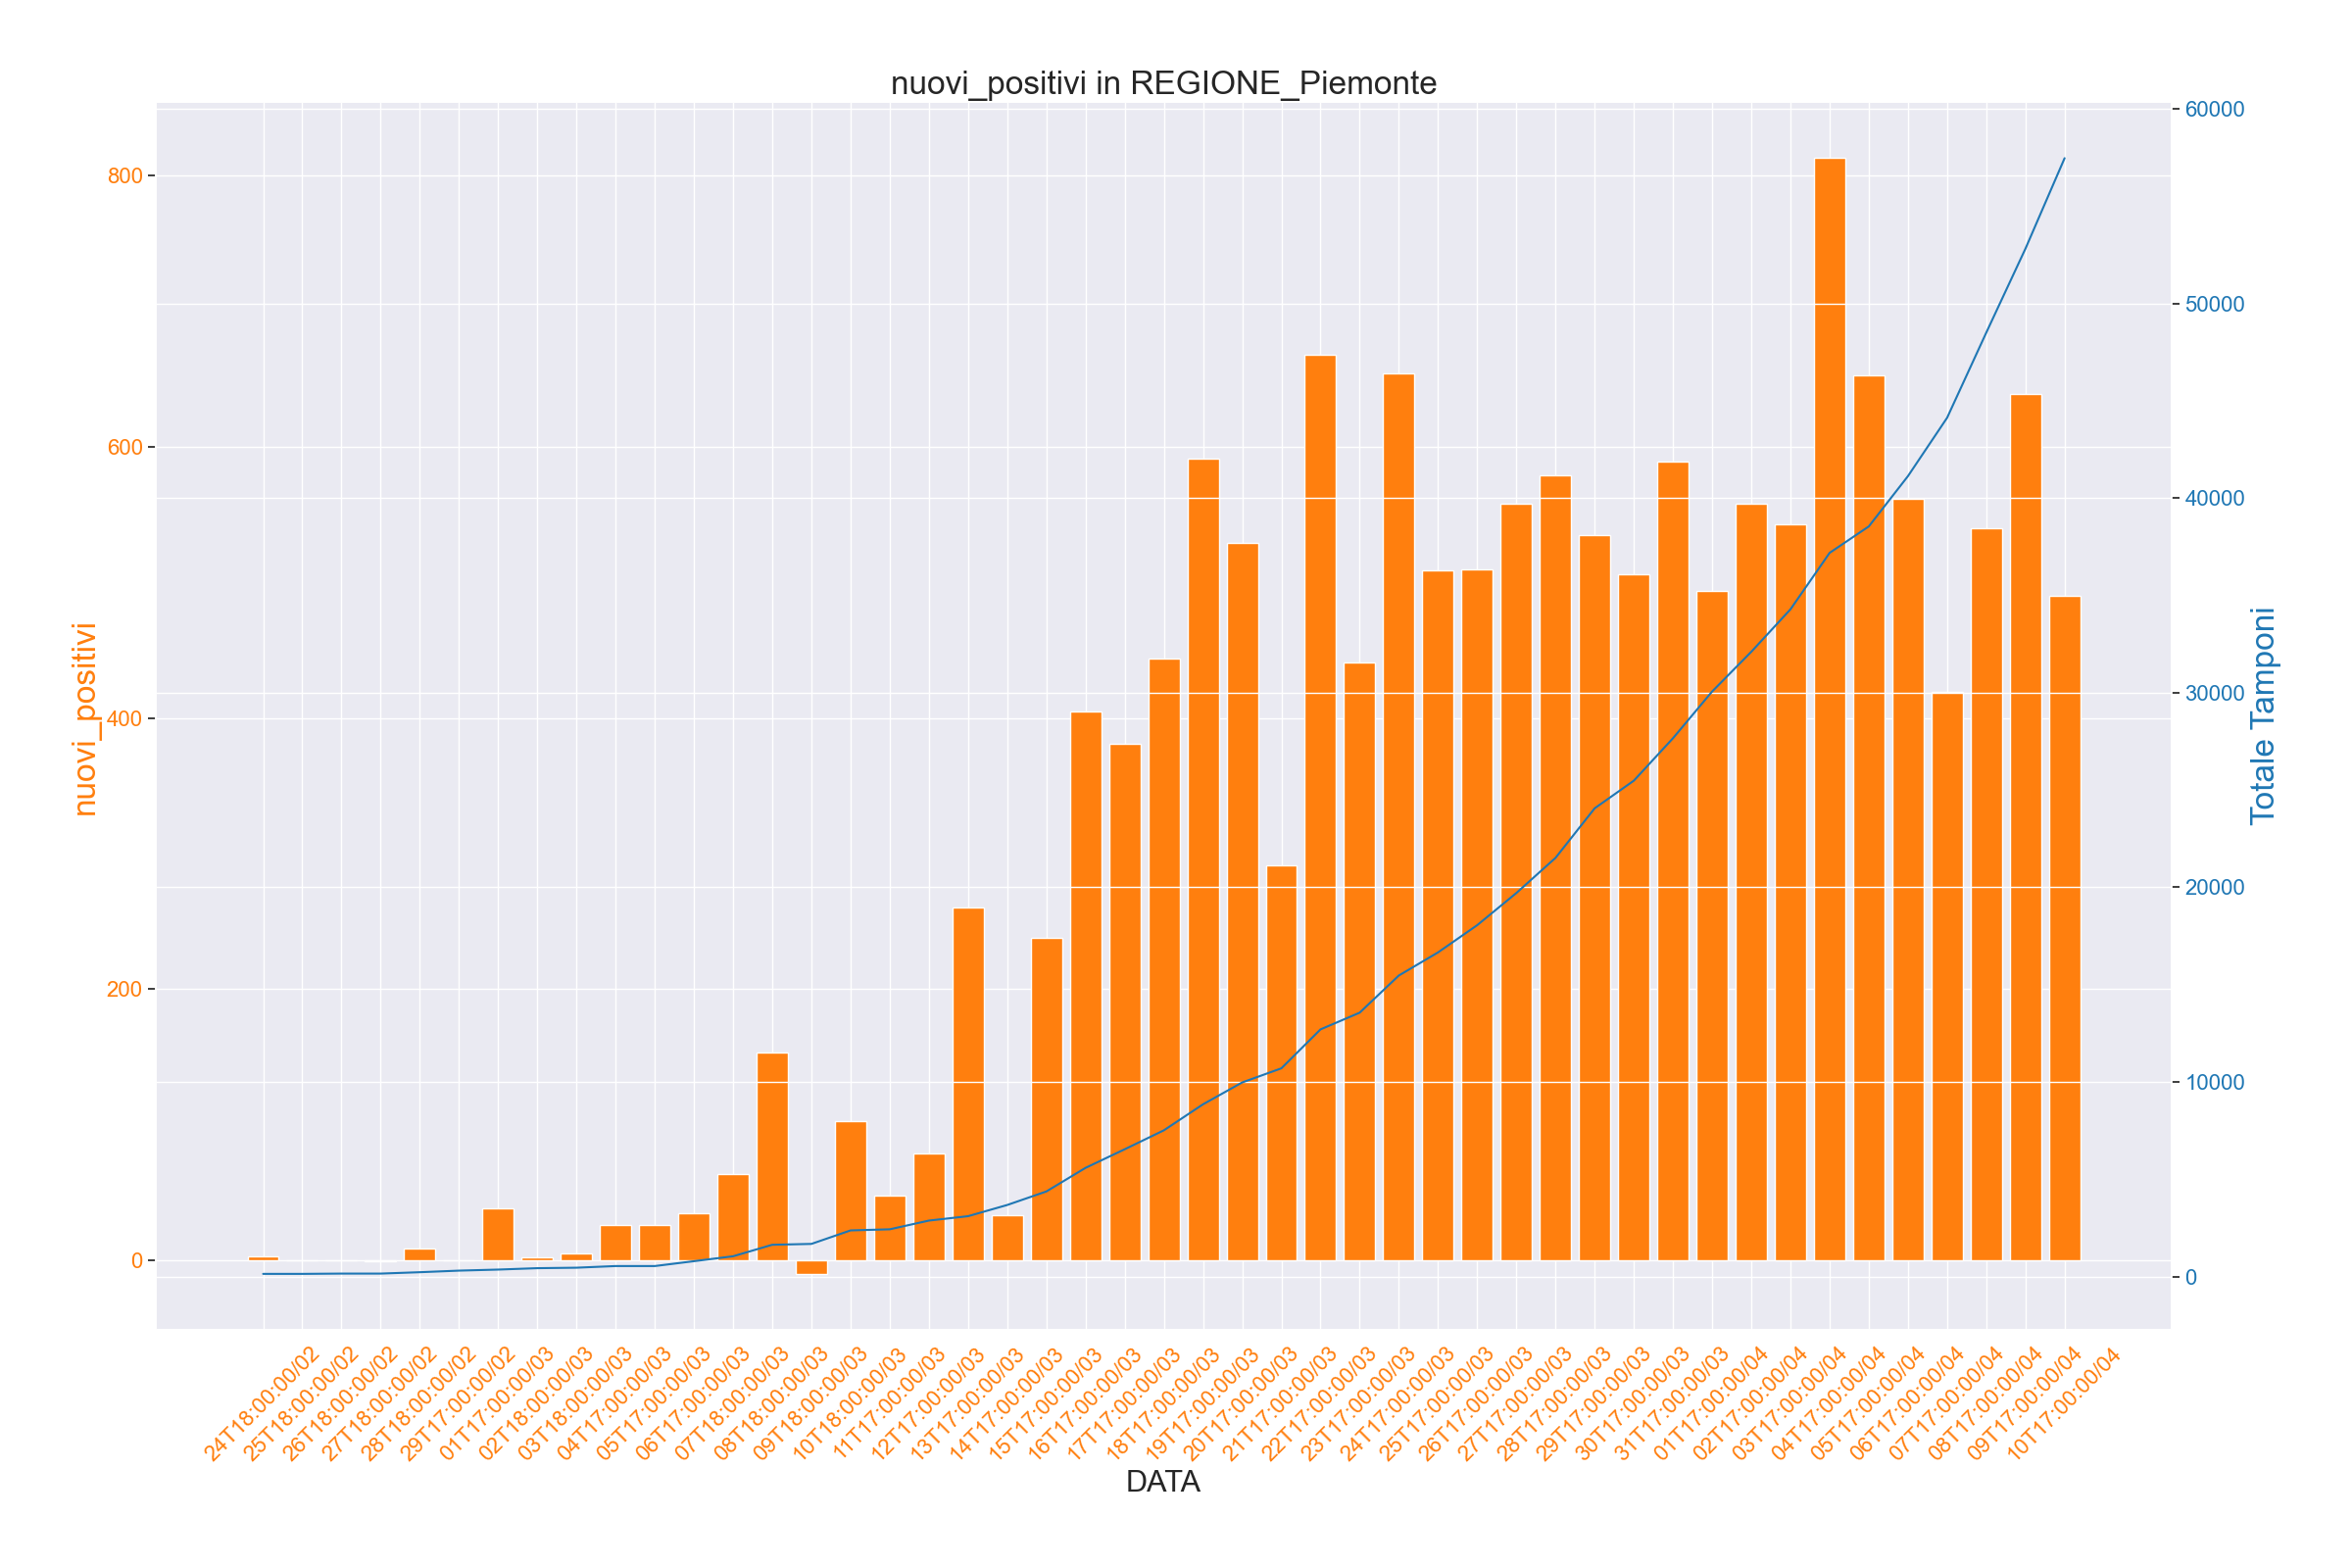 nuovi_positivi in REGIONE_Piemonte
800
600
400
200
0
nuovi_positivi
60000
50000
40000
30000
20000
10000
0
Totale Tamponi
24T18:00:00/02
25T18:00:00/02
26T18:00:00/02
27T18:00:00/02
28T18:00:00/02
29T17:00:00/02
01T17:00:00/03
02T18:00:00/03
03T18:00:00/03
04T17:00:00/03
05T17:00:00/03
06T17:00:00/03
07T18:00:00/03
08T18:00:00/03
09T18:00:00/03
10T18:00:00/03
11T17:00:00/03
12T17:00:00/03
13T17:00:00/03
14T17:00:00/03
15T17:00:00/03
16T17:00:00/03
17T17:00:00/03
18T17:00:00/03
19T17:00:00/03
20T17:00:00/03
21T17:00:00/03
22T17:00:00/03
23T17:00:00/03
24T17:00:00/03
25T17:00:00/03
26T17:00:00/03
27T17:00:00/03
28T17:00:00/03
29T17:00:00/03
30T17:00:00/03
31T17:00:00/03
01T17:00:00/04
02T17:00:00/04
03T17:00:00/04
04T17:00:00/04
05T17:00:00/04
06T17:00:00/04
07T17:00:00/04
08T17:00:00/04
09T17:00:00/04
10T17:00:00/04
DATA